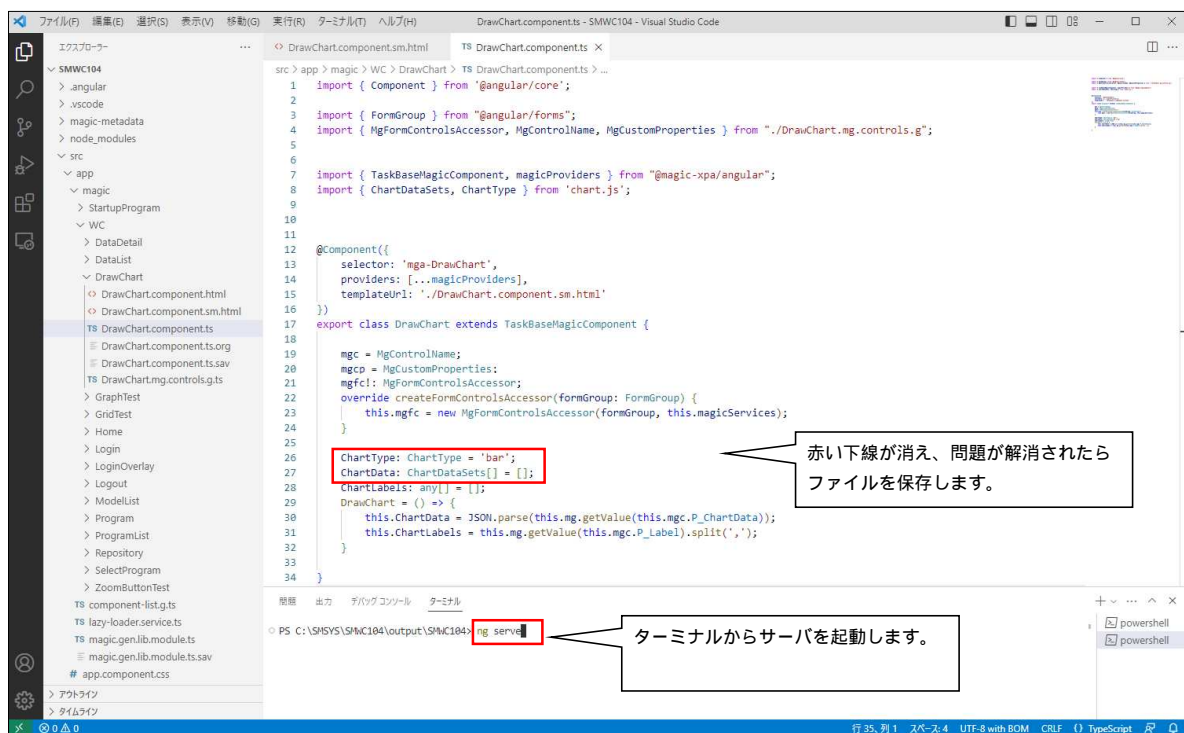 ファイル(F) 編集(E) 選択(S) 表示(V) 移動(G) 実行(R) ターミナル(T) ヘルプ(H) DrawChart.component.ts - SMWC104 - Visual Studio Code
エクスプローラー ...
SMWC104
.angular
.vscode
magic-metadata
node_modules
src
app
magic
StartupProgram
WC
DataDetail
DataList
DrawChart
DrawChart.component.html
DrawChart.component.sm.html
TS DrawChart.component.ts
DrawChart.component.ts.org
DrawChart.component.ts.sav
TS DrawChart.mg.controls.g.ts
GraphTest
GridTest
Home
Login
LoginOverlay
Logout
ModelList
Program
ProgramList
Repository
SelectProgram
ZoomButtonTest
TS component-list.g.ts
TS lazy-loader.service.ts
TS magic.gen.lib.module.ts
magic.gen.lib.module.ts.sav
# app.component.css
アウトライン
タイムライン
DrawChart.component.sm.html TS DrawChart.component.ts ×
src > app > magic > WC > DrawChart > TS DrawChart.component.ts > ...
1 import { Component } from '@angular/core';
2
3 import { FormGroup } from "@angular/forms";
4 import { MgFormControlsAccessor, MgControlName, MgCustomProperties } from "./DrawChart.mg.controls.g";
5
6
7 import { TaskBaseMagicComponent, magicProviders } from "@magic-xpa/angular";
8 import { ChartDataSets, ChartType } from 'chart.js';
9
10
11
12 @Component({
13 selector: 'mga-DrawChart',
14 providers: [...magicProviders],
15 templateUrl: './DrawChart.component.sm.html'
16 })
17 export class DrawChart extends TaskBaseMagicComponent {
18
19 mgc = MgControlName;
20 mgcp = MgCustomProperties;
21 mgfc!: MgFormControlsAccessor;
22 override createFormControlsAccessor(formGroup: FormGroup) {
23 this.mgfc = new MgFormControlsAccessor(formGroup, this.magicServices);
24 }
25
26 ChartType: ChartType = 'bar';
27 ChartData: ChartDataSets[] = [];
28 ChartLabels: any[] = [];
29 DrawChart = () => {
30 this.ChartData = JSON.parse(this.mg.getValue(this.mgc.P_ChartData));
31 this.ChartLabels = this.mg.getValue(this.mgc.P_Label).split(',');
32 }
33
34 }
赤い下線が消え、問題が解消されたら
ファイルを保存します。
問題 出力 デバッグ コンソール ターミナル
PS C:\SMSYS\SMWC104\output\SMWC104> ng serve
ターミナルからサーバを起動します。
powershell
powershell
0 0 行 35、列 1 スペース: 4 UTF-8 with BOM CRLF {} TypeScript